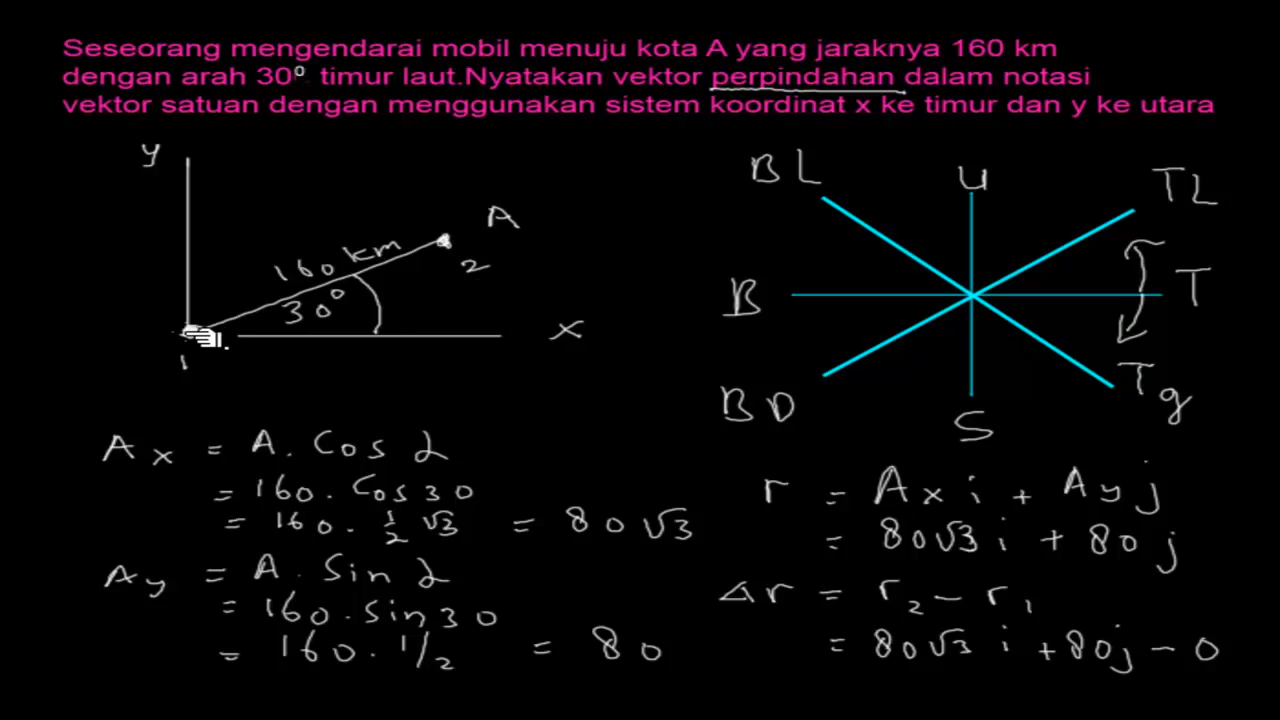 Seseorang mengendarai mobil menuju kota A yang jaraknya 160 km
dengan arah 30⁰ timur laut.Nyatakan vektor perpindahan dalam notasi
vektor satuan dengan menggunakan sistem koordinat x ke timur dan y ke utara
y
160 km
A
2
30⁰
x
1
BL
U
TL
B
T
BD
S
Tg
Ax = A. Cos α
= 160. Cos 30
= 160. 1/2 √3 = 80√3
Ay = A. Sin α
= 160. sin 30
= 160. 1/2 = 80
r = Ax i + Ay j
= 80√3 i + 80 j
Δr = r₂ - r₁
= 80√3 i + 80j - 0